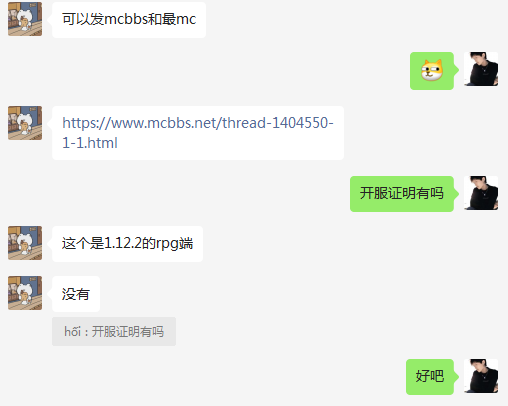 可以发mcbbs和最mc
https://www.mcbbs.net/thread-1404550-
1-1.html
开服证明有吗
这个是1.12.2的rpg端
没有
hối：开服证明有吗
好吧